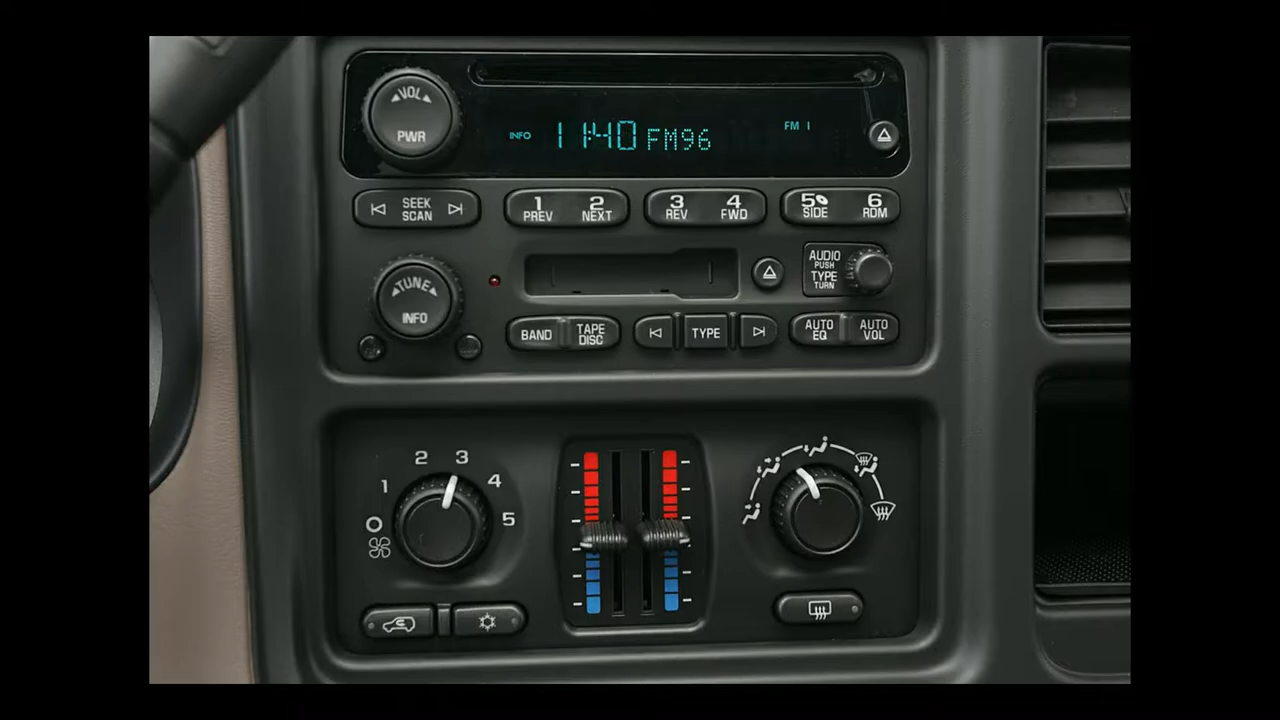 VOL
PWR
INFO 11:40 FM96 FM 1
SEEK
SCAN
1
PREV
2
NEXT
3
REV
4
FWD
5
SIDE
6
RDM
TUNE
INFO
AUDIO
PUSH
TYPE
TURN
BAND
TAPE
DISC
TYPE
AUTO
EQ
AUTO
VOL
1
2
3
4
5